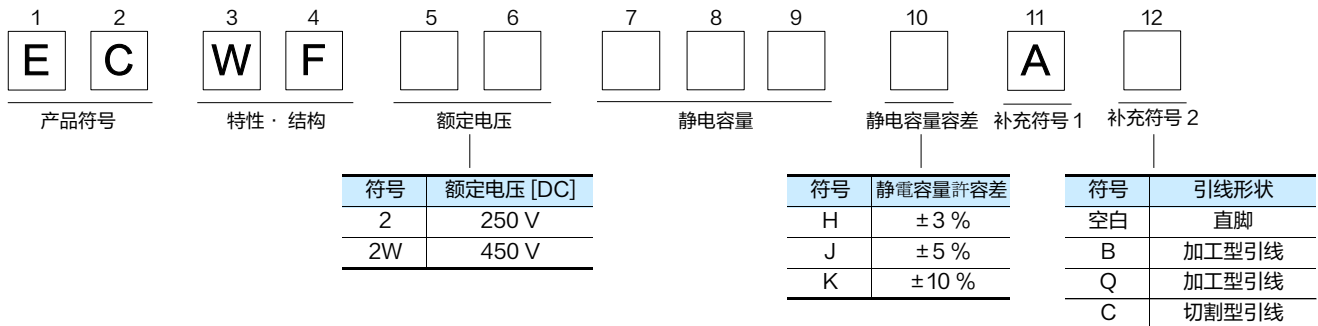 1 2 3 4 5 6 7 8 9 10 11 12
E C W F A
产品符号 特性·结构 额定电压 静电容量 静电容量容差 补充符号1 补充符号2
符号 额定电压 [DC]
2 250 V
2W 450 V
符号 静電容量許容差
H ±3 %
J ±5 %
K ±10 %
符号 引线形状
空白 直脚
B 加工型引线
Q 加工型引线
C 切割型引线